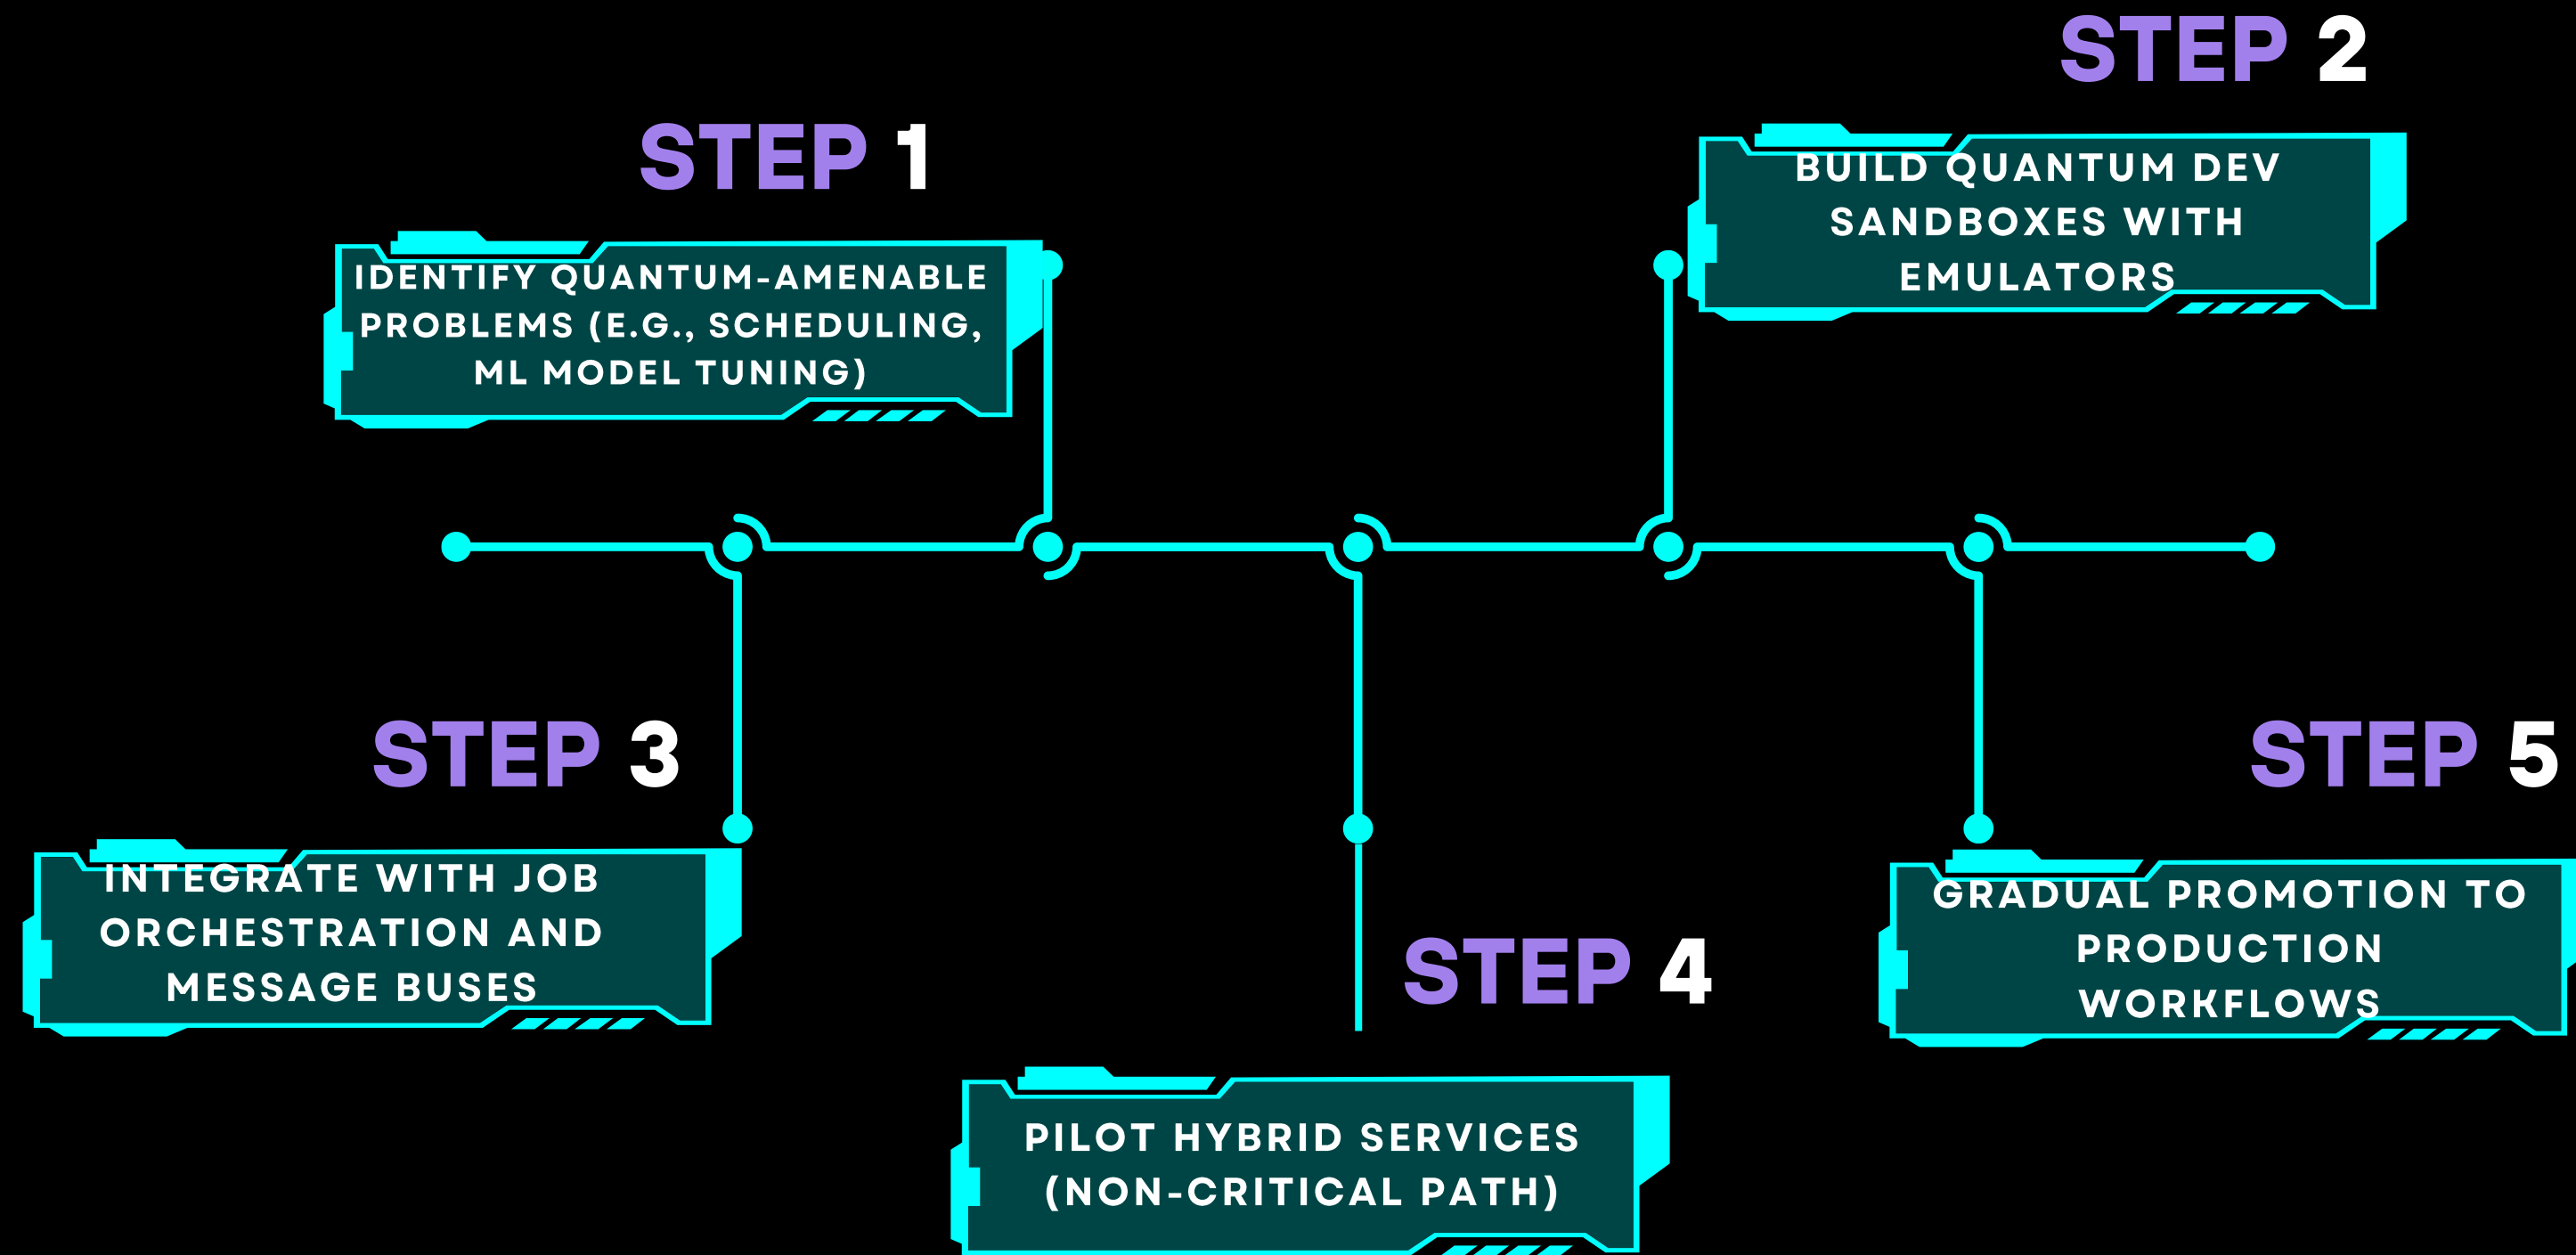 STEP 1
IDENTIFY QUANTUM-AMENABLE
PROBLEMS (E.G., SCHEDULING,
ML MODEL TUNING)
STEP 2
BUILD QUANTUM DEV
SANDBOXES WITH
EMULATORS
STEP 3
INTEGRATE WITH JOB
ORCHESTRATION AND
MESSAGE BUSES
STEP 4
PILOT HYBRID SERVICES
(NON-CRITICAL PATH)
STEP 5
GRADUAL PROMOTION TO
PRODUCTION
WORKFLOWS